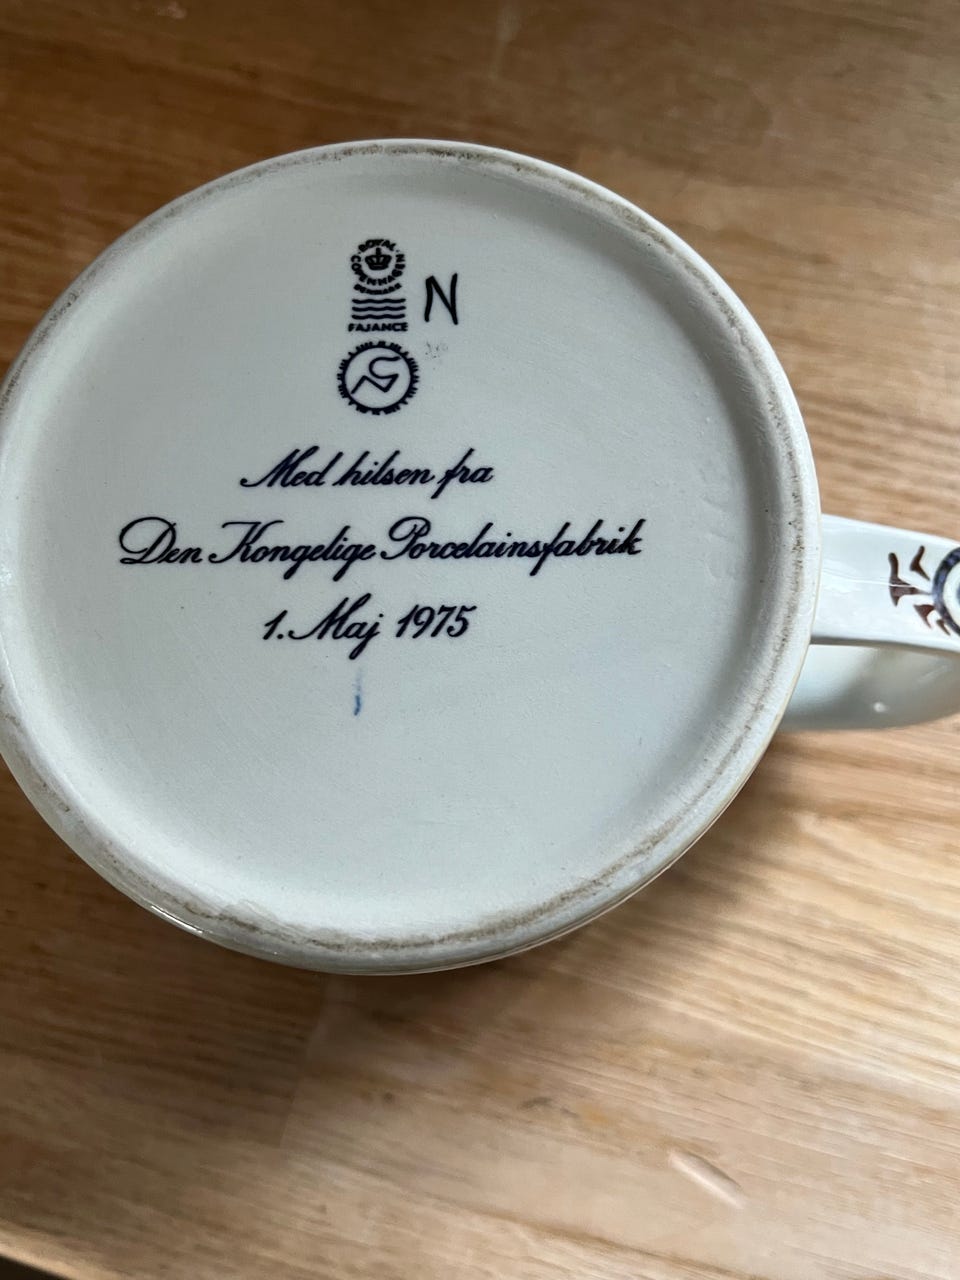 ROYAL COPENHAGEN
DENMARK
FAJANCE
N
Med hilsen fra
Den Kongelige Porcelainsfabrik
1. Maj 1975